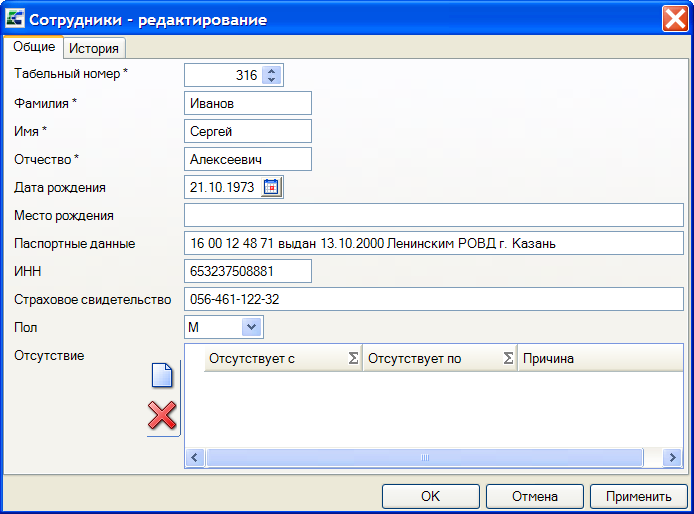 Сотрудники - редактирование
Общие История
Табельный номер * 316
Фамилия * Иванов
Имя * Сергей
Отчество * Алексеевич
Дата рождения 21.10.1973
Место рождения
Паспортные данные 16 00 12 48 71 выдан 13.10.2000 Ленинским РОВД г. Казань
ИНН 653237508881
Страховое свидетельство 056-461-122-32
Пол М
Отсутствие Отсутствует с Σ Отсутствует по Σ Причина
OK Отмена Применить